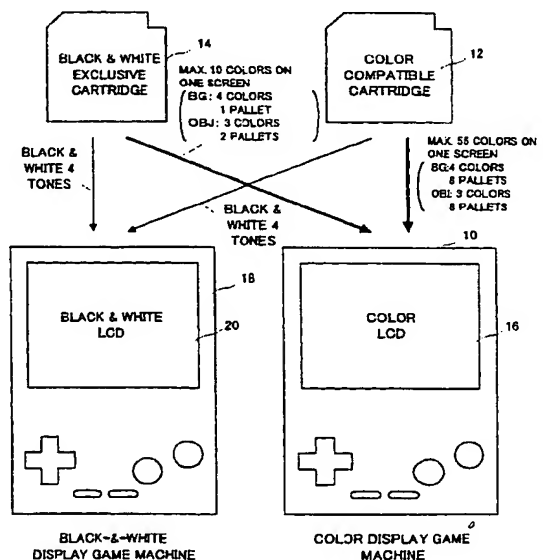 BLACK & WHITE
EXCLUSIVE
CARTRIDGE
14
MAX. 10 COLORS ON
ONE SCREEN
BG: 4 COLORS
1 PALLET
OBJ: 3 COLORS
2 PALLETS
COLOR
COMPATIBLE
CARTRIDGE
12
BLACK &
WHITE 4
TONES
BLACK &
WHITE 4
TONES
MAX. 56 COLORS ON
ONE SCREEN
BG:4 COLORS
8 PALLETS
OBJ: 3 COLORS
8 PALLETS
18
BLACK & WHITE
LCD
20
10
COLOR
LCD
16
BLACK-&-WHITE
DISPLAY GAME MACHINE
COLOR DISPLAY GAME
MACHINE